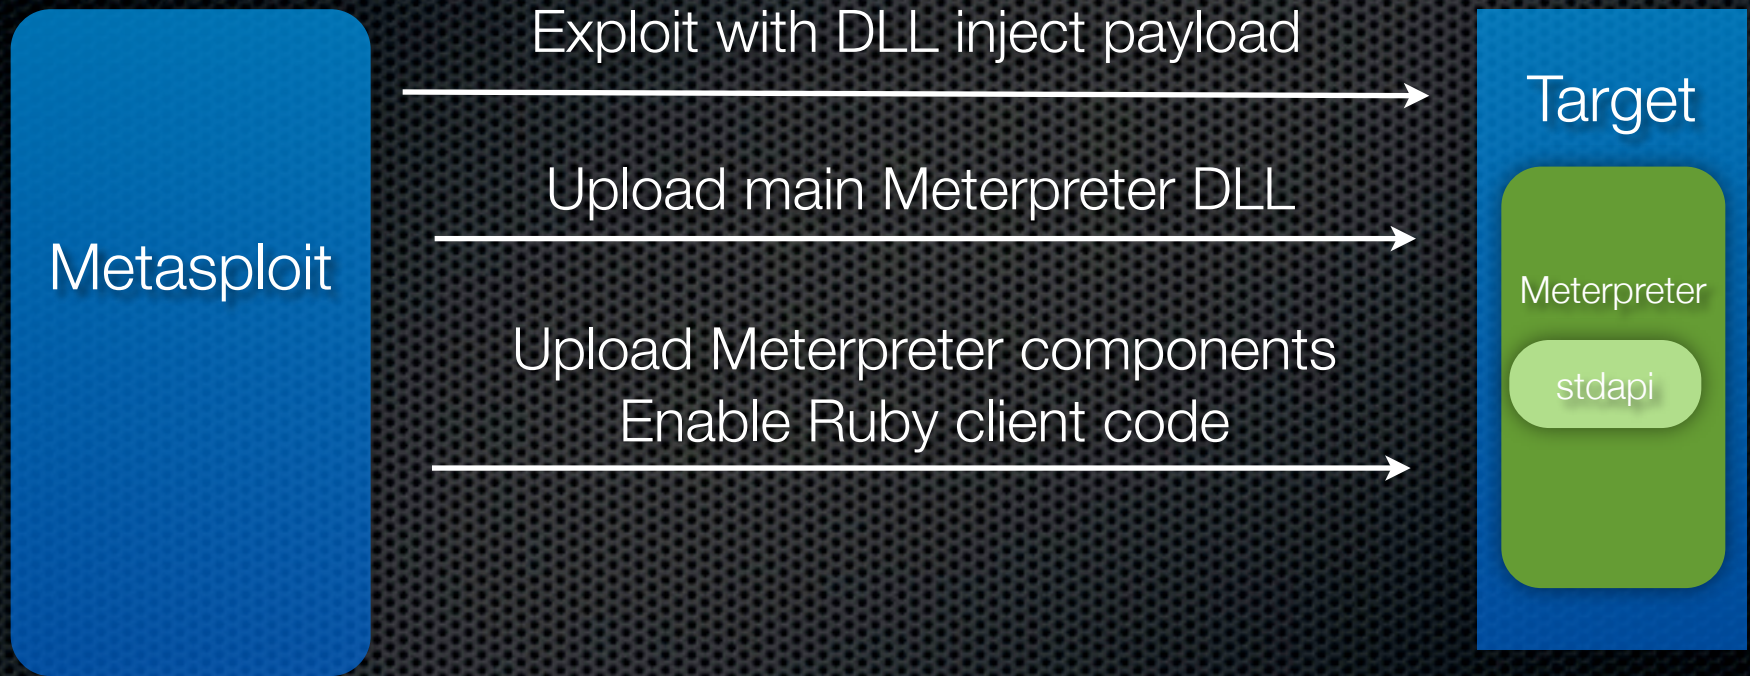 Metasploit
Exploit with DLL inject payload
Upload main Meterpreter DLL
Upload Meterpreter components
Enable Ruby client code
Target
Meterpreter
stdapi